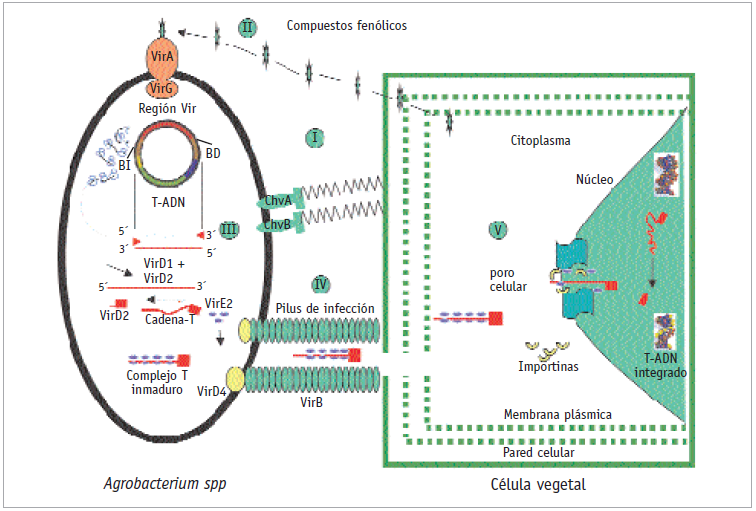 II
Compuestos fenólicos
VirA
VirG
Región Vir
BI
BD
T-ADN
I
ChvA
ChvB
5´
3´
III
3´
5´
VirD1 +
VirD2
5´
3´
VirD2
Cadena-T
VirE2
Complejo T
inmaduro
VirD4
IV
Pilus de infección
VirB
Citoplasma
Núcleo
V
poro
celular
Importinas
T-ADN
integrado
Membrana plásmica
Pared celular
Agrobacterium spp
Célula vegetal